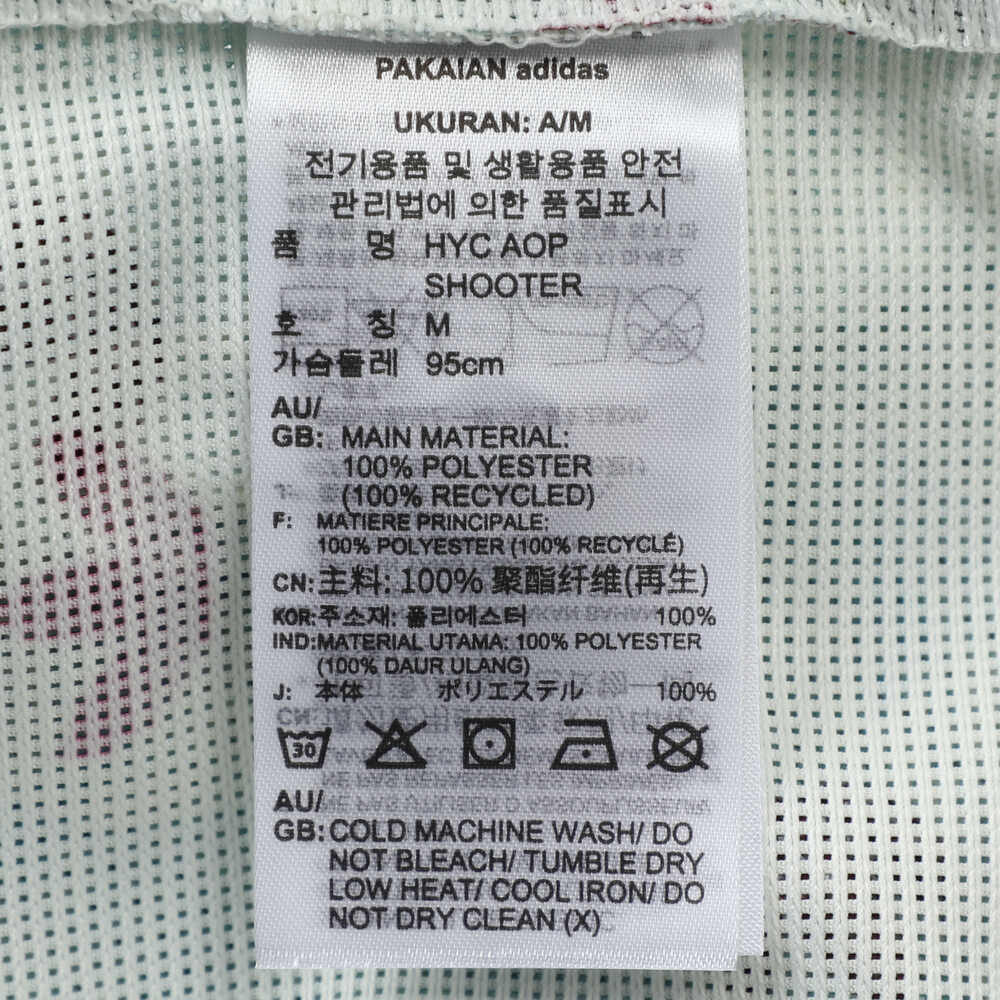 PAKAIAN adidas
UKURAN: A/M
전기용품 및 생활용품 안전
관리법에 의한 품질표시
품 명 HYC AOP
SHOOTER
호 칭 M
가슴둘레 95cm
AU/
GB: MAIN MATERIAL:
100% POLYESTER
(100% RECYCLED)
F: MATIERE PRINCIPALE:
100% POLYESTER (100% RECYCLÉ)
CN: 主料: 100% 聚酯纤维(再生)
KOR: 주소재: 폴리에스터 100%
IND: MATERIAL UTAMA: 100% POLYESTER
(100% DAUR ULANG)
J: 本体 ポリエステル 100%
30
AU/
GB: COLD MACHINE WASH/ DO
NOT BLEACH/ TUMBLE DRY
LOW HEAT/ COOL IRON/ DO
NOT DRY CLEAN (X)